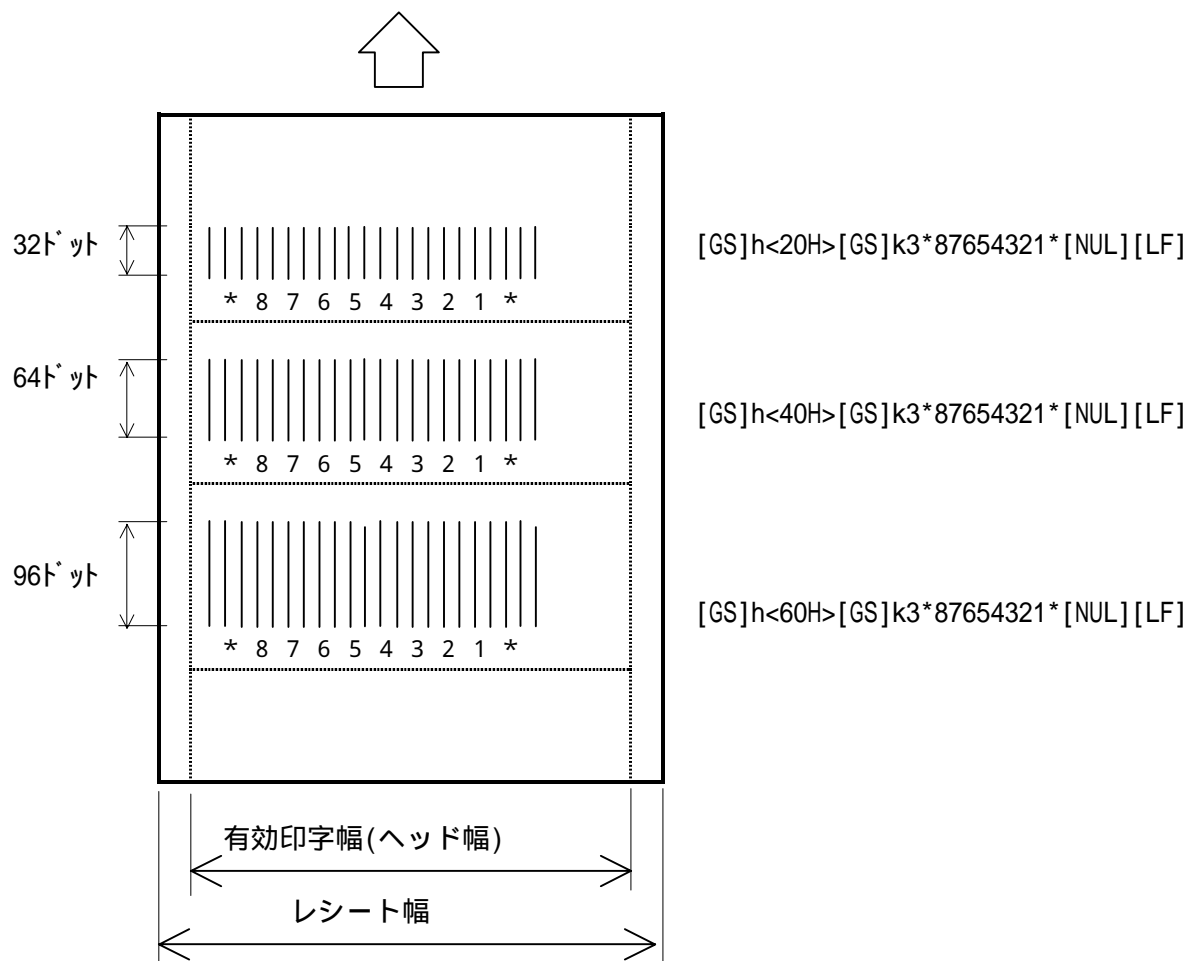 32ﾄﾞｯﾄ
[GS]h<20H>[GS]k3*87654321*[NUL][LF]
* 8 7 6 5 4 3 2 1 *
64ﾄﾞｯﾄ
[GS]h<40H>[GS]k3*87654321*[NUL][LF]
* 8 7 6 5 4 3 2 1 *
96ﾄﾞｯﾄ
[GS]h<60H>[GS]k3*87654321*[NUL][LF]
* 8 7 6 5 4 3 2 1 *
有効印字幅(ヘッド幅)
レシート幅